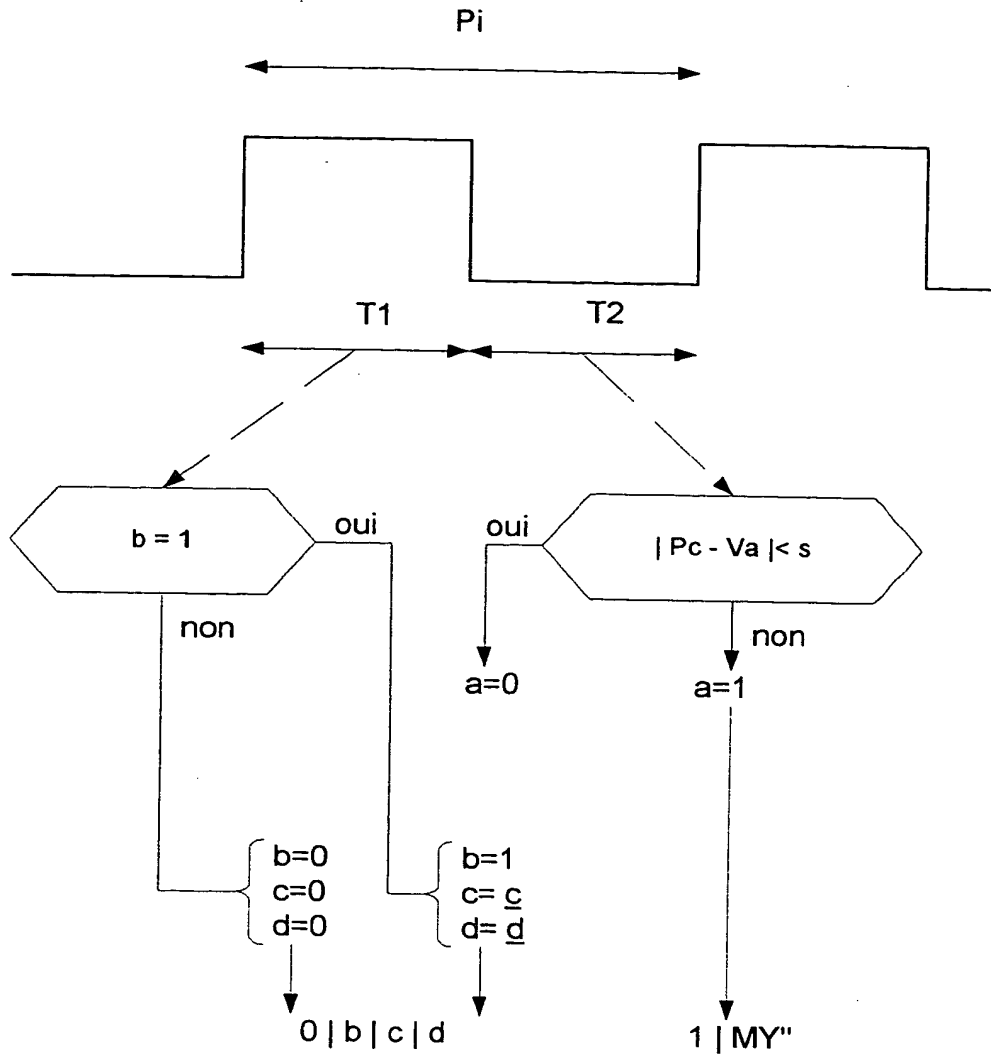 Pi
T1
T2
b = 1
oui
non
oui
| Pc - Va |< s
non
a=0
a=1
b=0
c=0
d=0
b=1
c= c
d= d
0 | b | c | d
1 | MY"